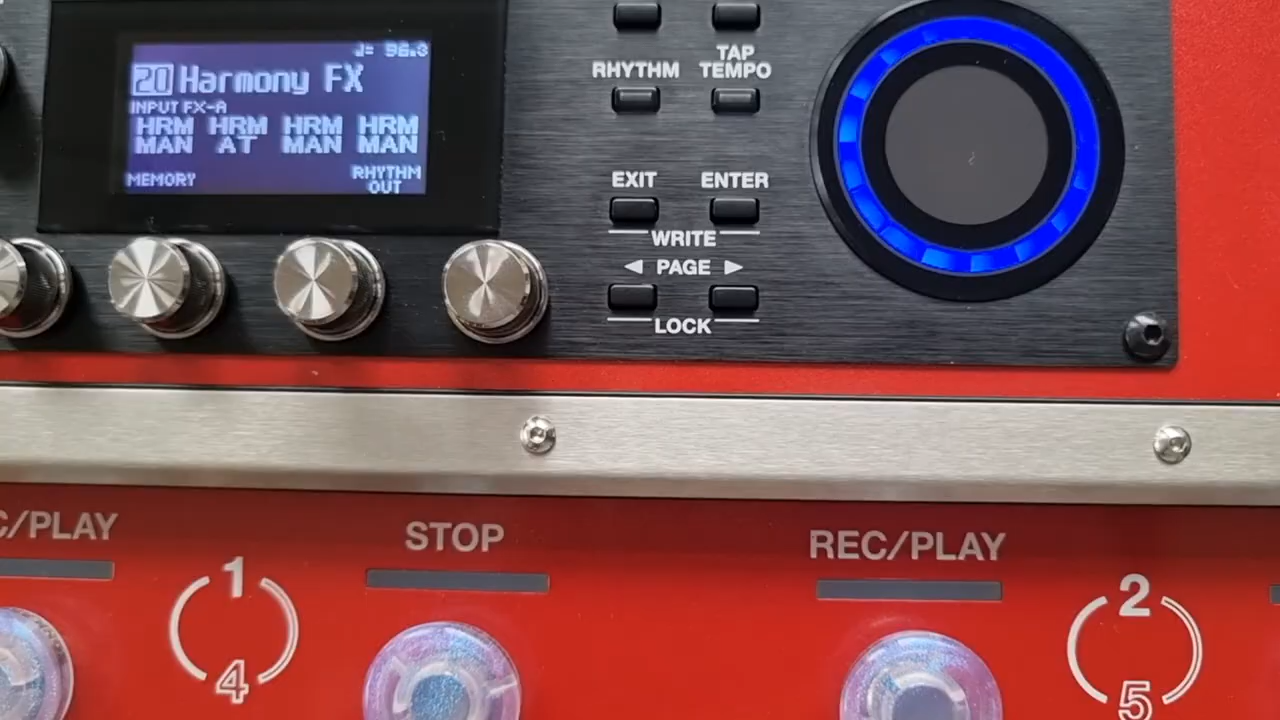 ♩= 96.0
20 Harmony FX
INPUT FX-A
HRM HRM HRM HRM
MAN AT MAN MAN
MEMORY RHYTHM
OUT
RHYTHM TAP
TEMPO
EXIT ENTER
WRITE
◄ PAGE ►
LOCK
C/PLAY
STOP
REC/PLAY
1
4
2
5